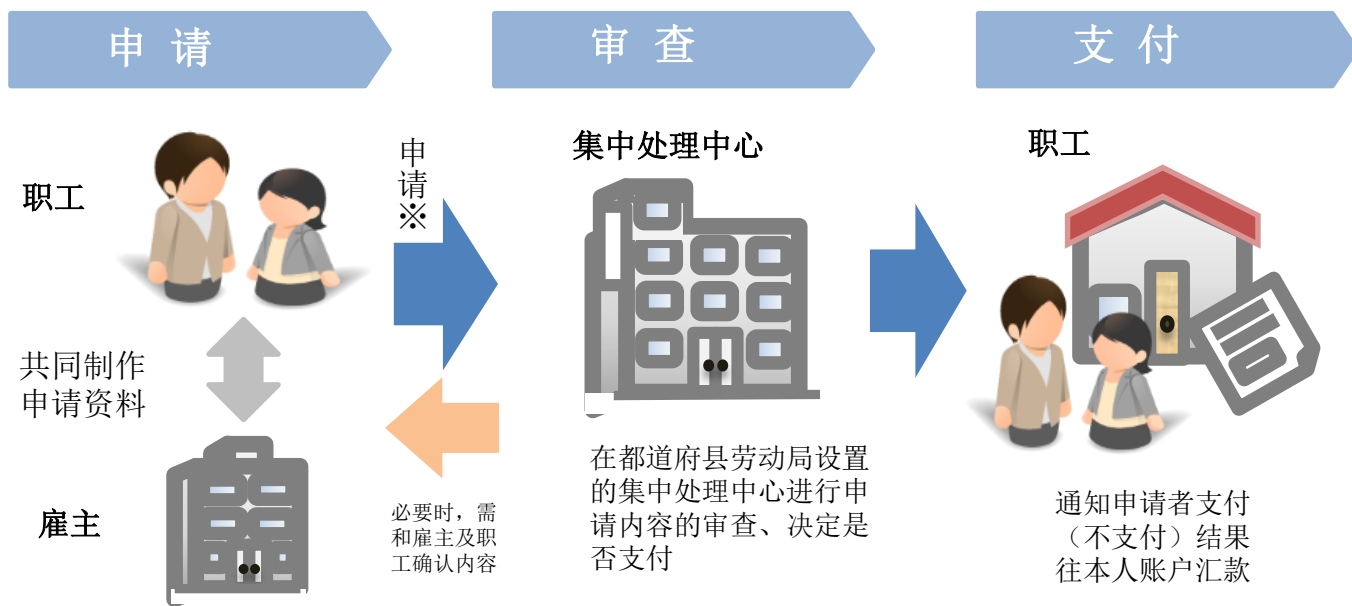 申 请
审 查
支 付
职工
申请※
共同制作
申请资料
雇主
必要时，需
和雇主及职
工确认内容
集中处理中心
在都道府县劳动局设置
的集中处理中心进行申
请内容的审查、决定是
否支付
职工
通知申请者支付
（不支付）结果
往本人账户汇款